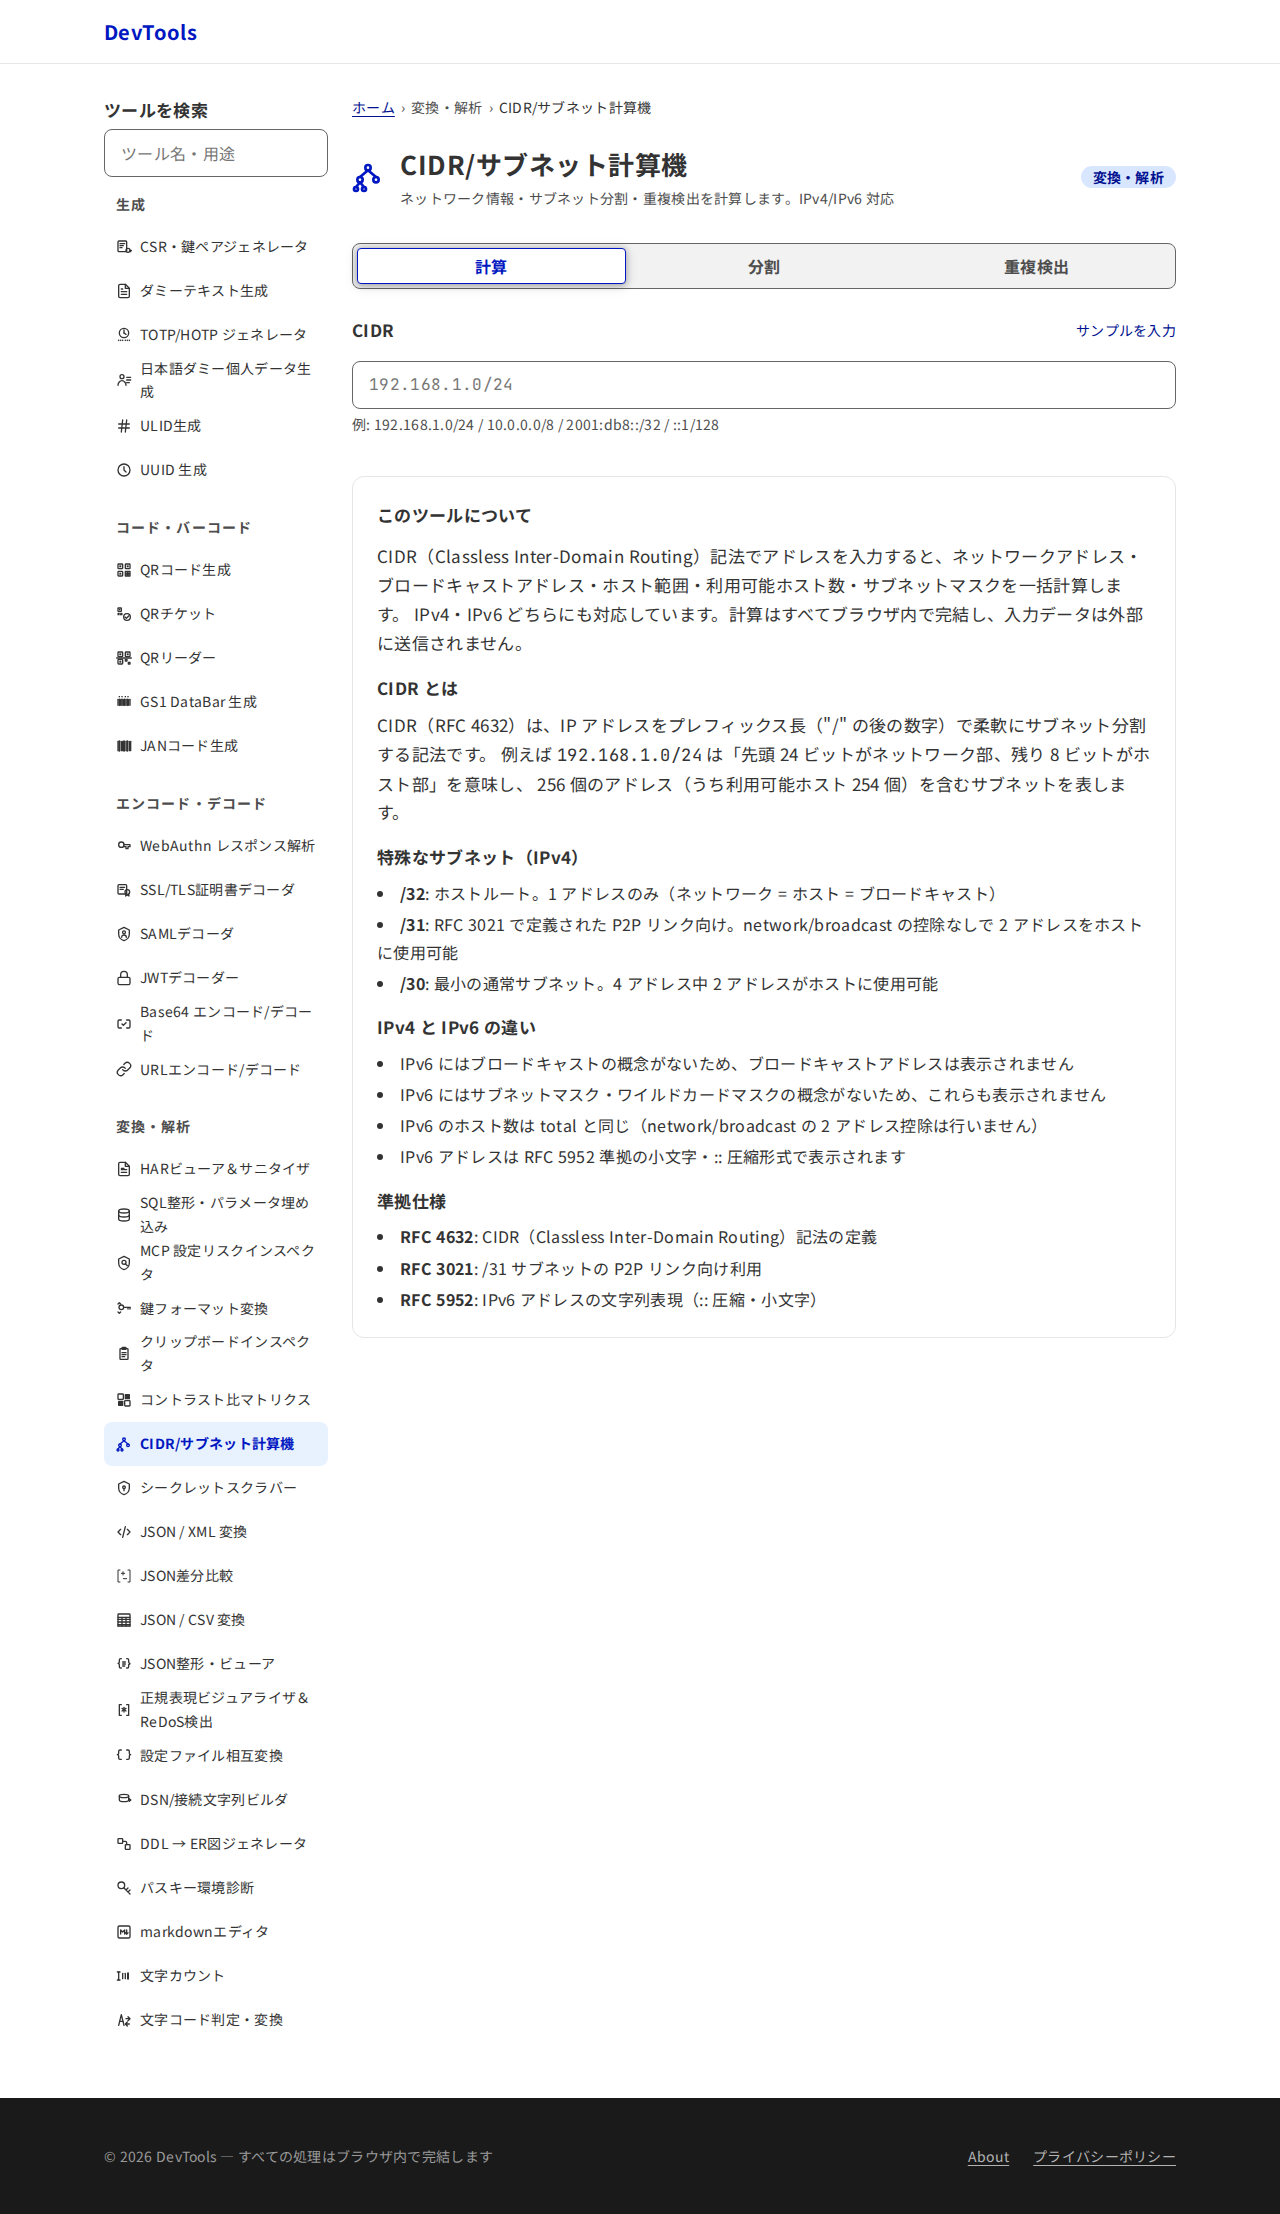 DevTools
ツールを検索
ツール名・用途
生成
CSR・鍵ペアジェネレータ
ダミーテキスト生成
TOTP/HOTP ジェネレータ
日本語ダミー個人データ生
成
ULID生成
UUID 生成
コード・バーコード
QRコード生成
QRチケット
QRリーダー
GS1 DataBar 生成
JANコード生成
エンコード・デコード
WebAuthn レスポンス解析
SSL/TLS証明書デコーダ
SAMLデコーダ
JWTデコーダー
Base64 エンコード/デコー
ド
URLエンコード/デコード
変換・解析
HARビューア＆サニタイザ
SQL整形・パラメータ埋め
込み
MCP 設定リスクインスペク
タ
鍵フォーマット変換
クリップボードインスペク
タ
コントラスト比マトリクス
CIDR/サブネット計算機
シークレットスクラバー
JSON / XML 変換
JSON差分比較
JSON / CSV 変換
JSON整形・ビューア
正規表現ビジュアライザ＆
ReDoS検出
設定ファイル相互変換
DSN/接続文字列ビルダ
DDL → ER図ジェネレータ
パスキー環境診断
markdownエディタ
文字カウント
文字コード判定・変換
ホーム › 変換・解析 › CIDR/サブネット計算機
CIDR/サブネット計算機
ネットワーク情報・サブネット分割・重複検出を計算します。IPv4/IPv6 対応
変換・解析
計算 分割 重複検出
CIDR サンプルを入力
192.168.1.0/24
例: 192.168.1.0/24 / 10.0.0.0/8 / 2001:db8::/32 / ::1/128
このツールについて
CIDR（Classless Inter-Domain Routing）記法でアドレスを入力すると、ネットワークアドレス・
ブロードキャストアドレス・ホスト範囲・利用可能ホスト数・サブネットマスクを一括計算しま
す。 IPv4・IPv6 どちらにも対応しています。計算はすべてブラウザ内で完結し、入力データは外部
に送信されません。
CIDR とは
CIDR（RFC 4632）は、IP アドレスをプレフィックス長（"/" の後の数字）で柔軟にサブネット分割
する記法です。 例えば 192.168.1.0/24 は「先頭 24 ビットがネットワーク部、残り 8 ビットがホ
スト部」を意味し、 256 個のアドレス（うち利用可能ホスト 254 個）を含むサブネットを表しま
す。
特殊なサブネット（IPv4）
• /32: ホストルート。1 アドレスのみ（ネットワーク = ホスト = ブロードキャスト）
• /31: RFC 3021 で定義された P2P リンク向け。network/broadcast の控除なしで 2 アドレスをホスト
に使用可能
• /30: 最小の通常サブネット。4 アドレス中 2 アドレスがホストに使用可能
IPv4 と IPv6 の違い
• IPv6 にはブロードキャストの概念がないため、ブロードキャストアドレスは表示されません
• IPv6 にはサブネットマスク・ワイルドカードマスクの概念がないため、これらも表示されません
• IPv6 のホスト数は total と同じ（network/broadcast の 2 アドレス控除は行いません）
• IPv6 アドレスは RFC 5952 準拠の小文字・:: 圧縮形式で表示されます
準拠仕様
• RFC 4632: CIDR（Classless Inter-Domain Routing）記法の定義
• RFC 3021: /31 サブネットの P2P リンク向け利用
• RFC 5952: IPv6 アドレスの文字列表現（:: 圧縮・小文字）
© 2026 DevTools — すべての処理はブラウザ内で完結します
About プライバシーポリシー